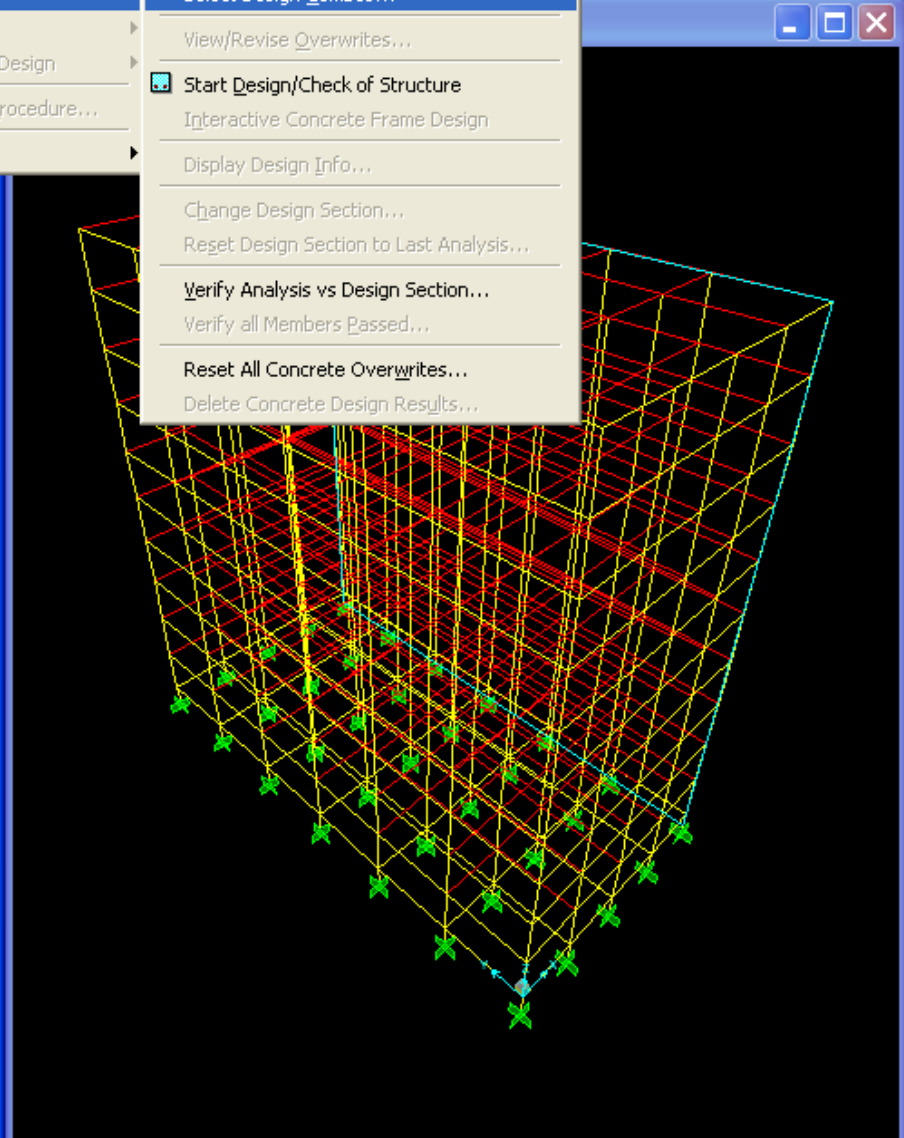 View/Revise Overwrites...
Start Design/Check of Structure
Design
Interactive Concrete Frame Design
rocedure...
Display Design Info...
Change Design Section...
Reset Design Section to Last Analysis...
Verify Analysis vs Design Section...
Verify all Members Passed...
Reset All Concrete Overwrites...
Delete Concrete Design Results...